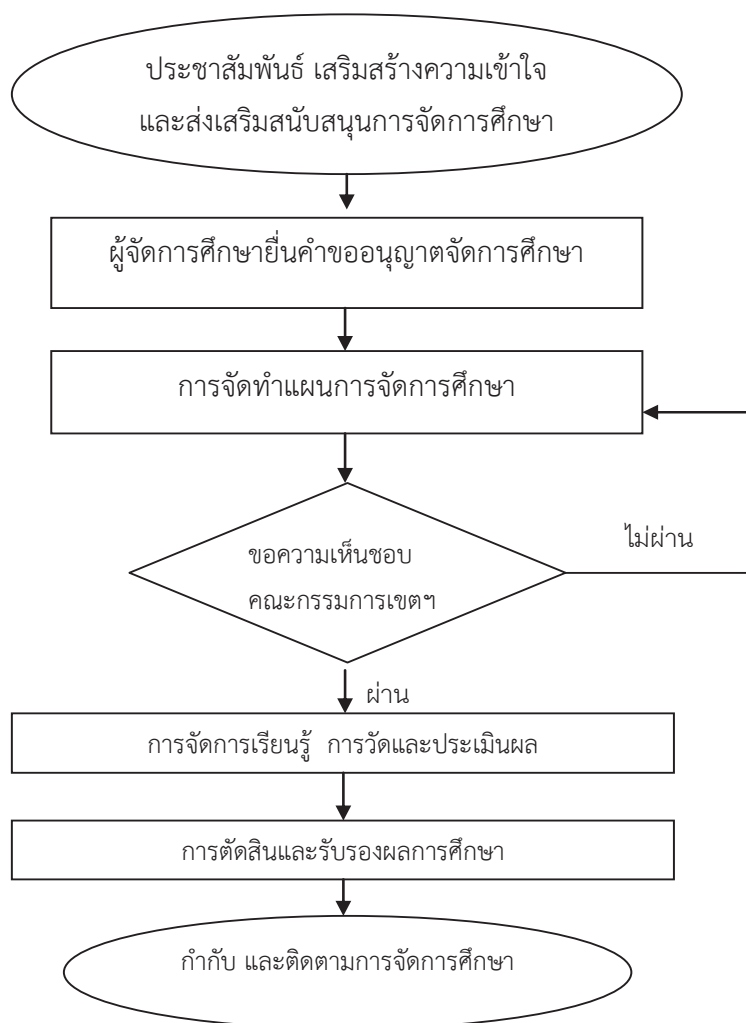 ประชาสัมพันธ์ เสริมสร้างความเข้าใจ
และส่งเสริมสนับสนุนการจัดการศึกษา
ผู้จัดการศึกษายื่นคำขออนุญาตจัดการศึกษา
การจัดทำแผนการจัดการศึกษา
ขอความเห็นชอบ
คณะกรรมการเขตฯ
ไม่ผ่าน
ผ่าน
การจัดการเรียนรู้ การวัดและประเมินผล
การตัดสินและรับรองผลการศึกษา
กำกับ และติดตามการจัดการศึกษา